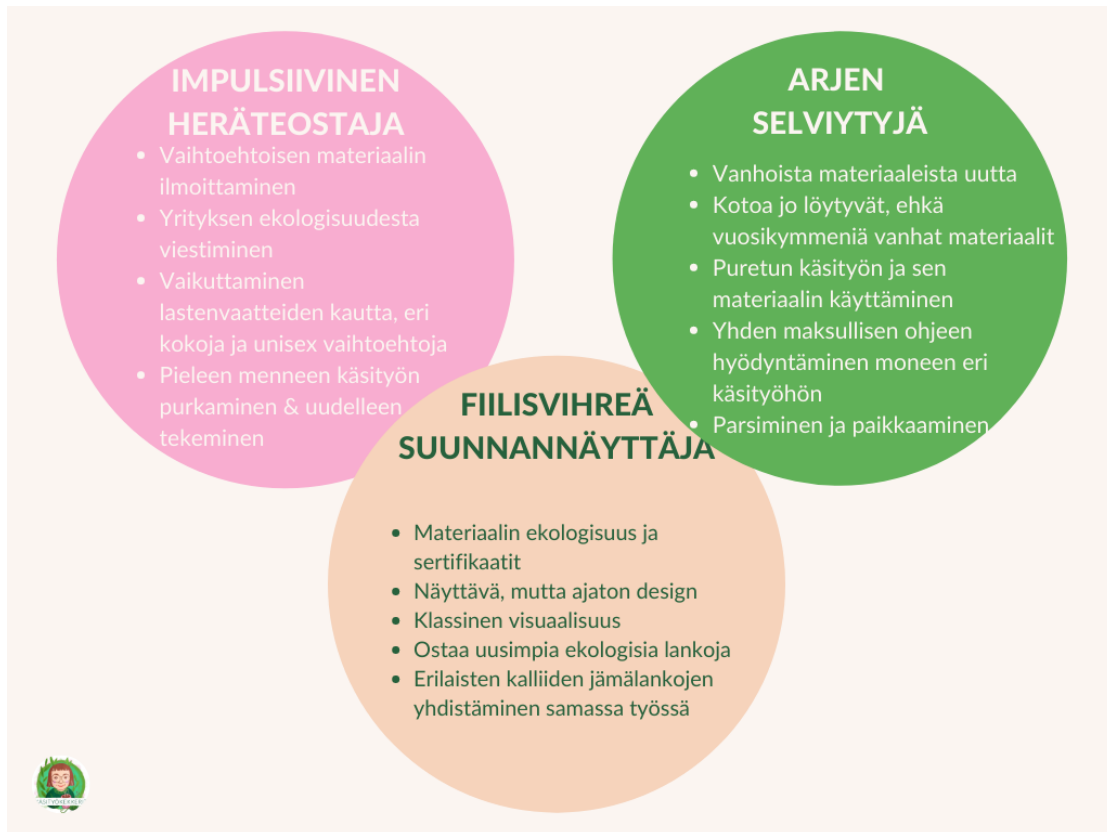 IMPULSIIVINEN
HERÄTEOSTAJA
• Vaihtoehtoisen materiaalin
ilmoittaminen
• Yrityksen ekologisuudesta
viestiminen
• Vaikuttaminen
lastenvaatteiden kautta, eri
kokoja ja unisex vaihtoehtoja
• Pieleen menneen käsityön
purkaminen & uudelleen
tekeminen
ARJEN
SELVIYTYJÄ
• Vanhoista materiaaleista uutta
• Kotoa jo löytyvät, ehkä
vuosikymmeniä vanhat materiaalit
• Puretun käsityön ja sen
materiaalin käyttäminen
• Yhden maksullisen ohjeen
hyödyntäminen moneen eri
käsityöhön
• Parsiminen ja paikkaaminen
FIILISVIHREÄ
SUUNNANNÄYTTÄJÄ
• Materiaalin ekologisuus ja
sertifikaatit
• Näyttävä, mutta ajaton design
• Klassinen visuaalisuus
• Ostaa uusimpia ekologisia lankoja
• Erilaisten kalliiden jämälankojen
yhdistäminen samassa työssä